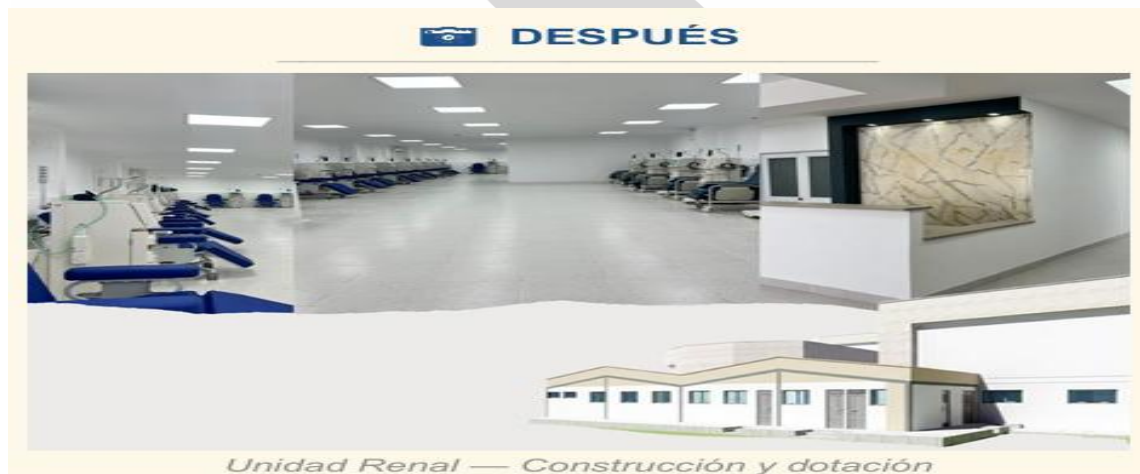 DESPUÉS
Unidad Renal — Construcción y dotación